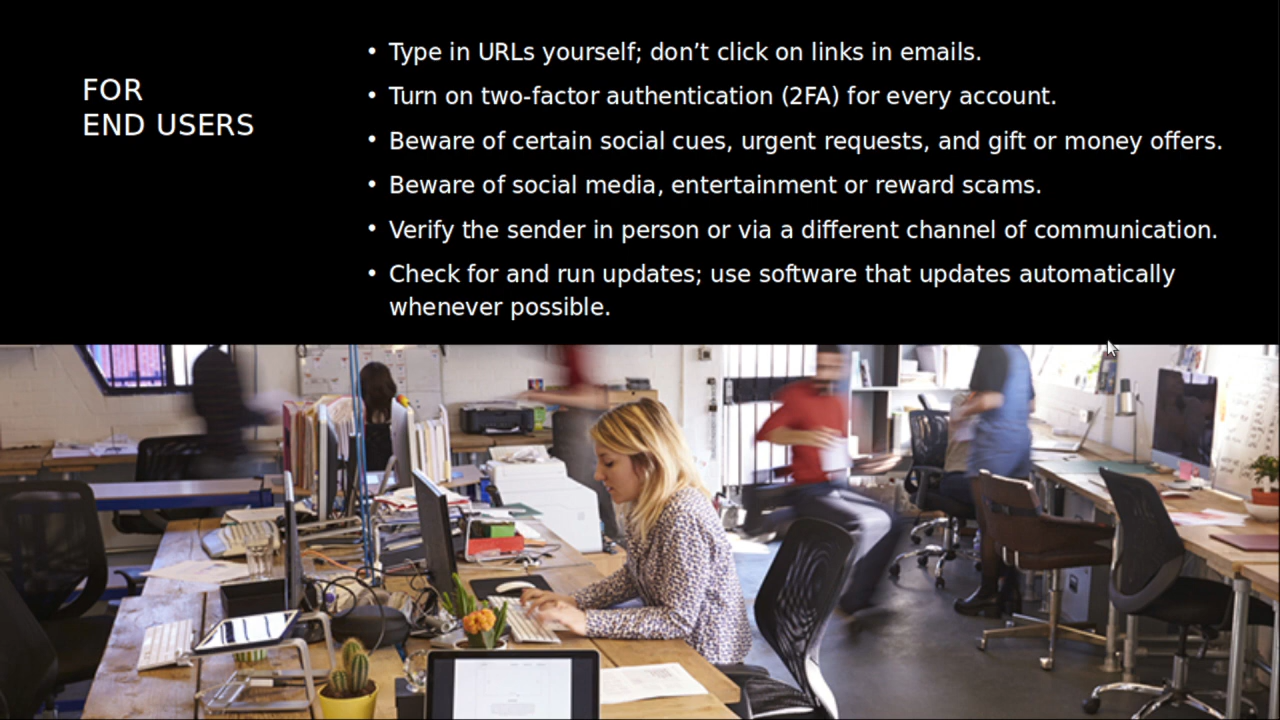 FOR
END USERS
• Type in URLs yourself; don’t click on links in emails.
• Turn on two-factor authentication (2FA) for every account.
• Beware of certain social cues, urgent requests, and gift or money offers.
• Beware of social media, entertainment or reward scams.
• Verify the sender in person or via a different channel of communication.
• Check for and run updates; use software that updates automatically
whenever possible.